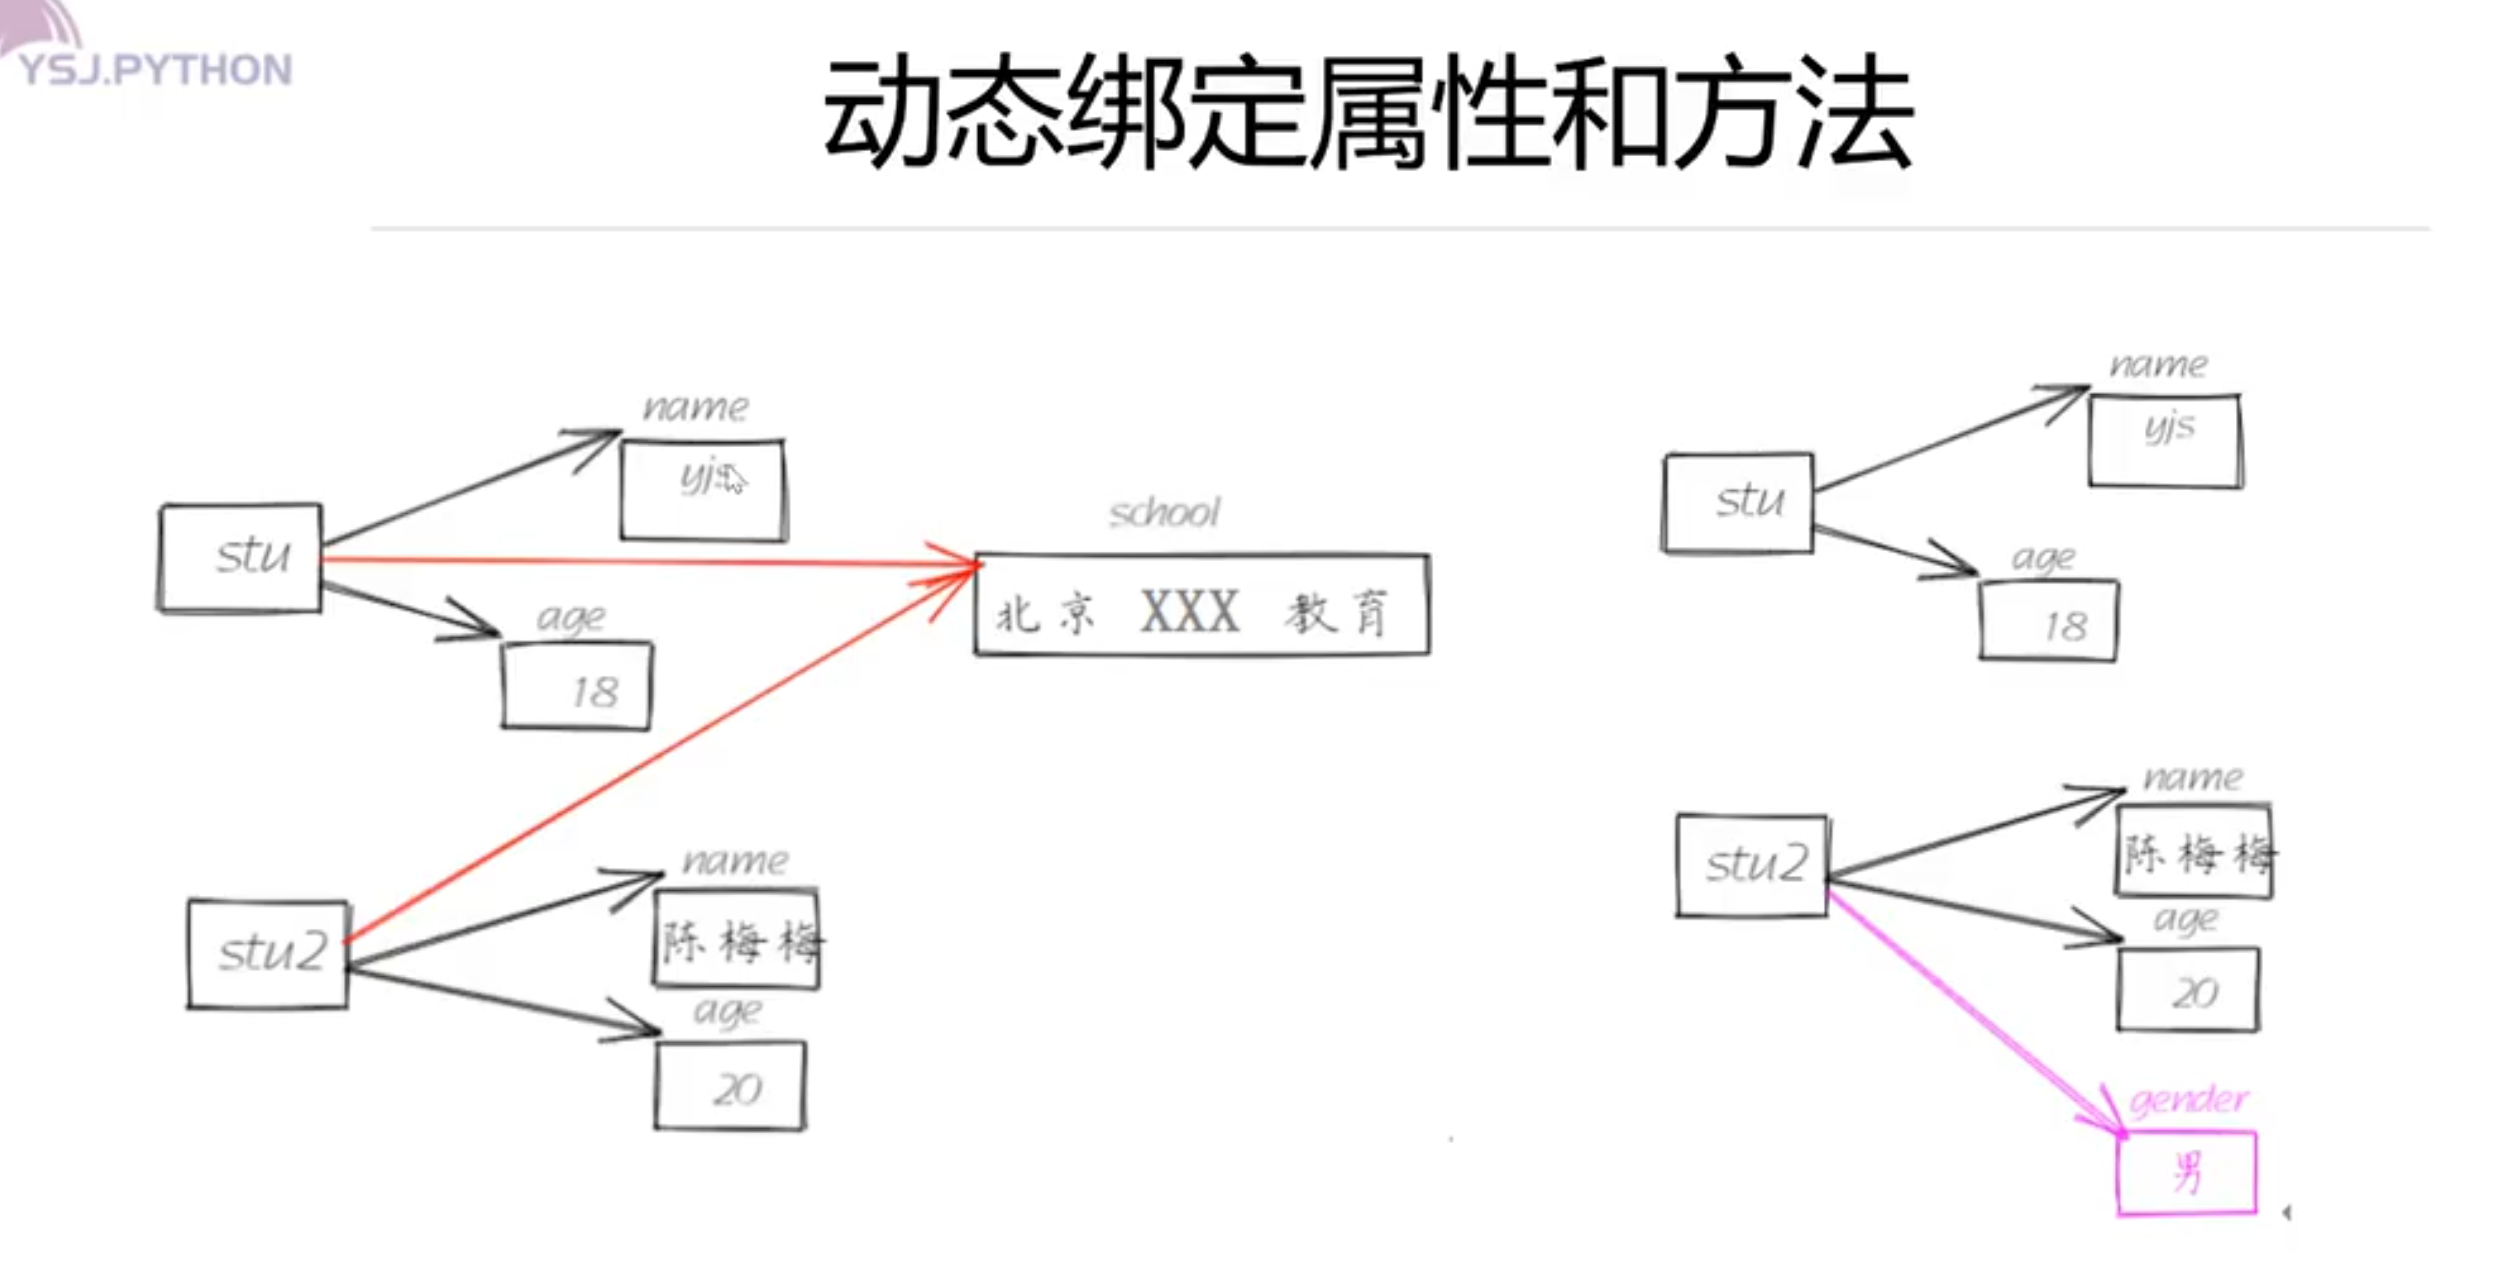 YSJ.PYTHON
动态绑定属性和方法
name
yjs
stu
age
18
school
北京 XXX 教育
name
陈梅梅
stu2
age
20
name
yjs
stu
age
18
name
陈梅梅
stu2
age
20
gender
男